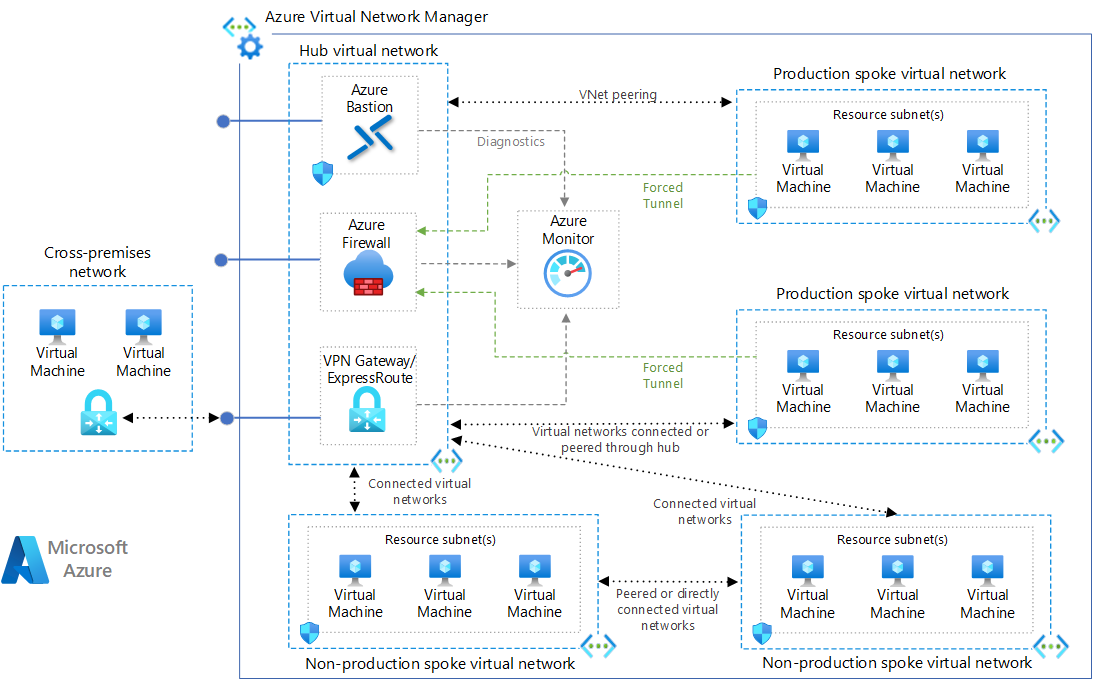 Azure Virtual Network Manager
Hub virtual network
Azure
Bastion
Diagnostics
VNet peering
Production spoke virtual network
Resource subnet(s)
Virtual
Machine
Virtual
Machine
Virtual
Machine
Forced
Tunnel
Azure
Firewall
Azure
Monitor
Cross-premises
network
Virtual
Machine
Virtual
Machine
Production spoke virtual network
Resource subnet(s)
Virtual
Machine
Virtual
Machine
Virtual
Machine
Forced
Tunnel
VPN Gateway/
ExpressRoute
Virtual networks connected or
peered through hub
Connected virtual
networks
Connected virtual
networks
Microsoft
Azure
Resource subnet(s)
Virtual
Machine
Virtual
Machine
Virtual
Machine
Non-production spoke virtual network
Peered or directly
connected virtual
networks
Resource subnet(s)
Virtual
Machine
Virtual
Machine
Virtual
Machine
Non-production spoke virtual network